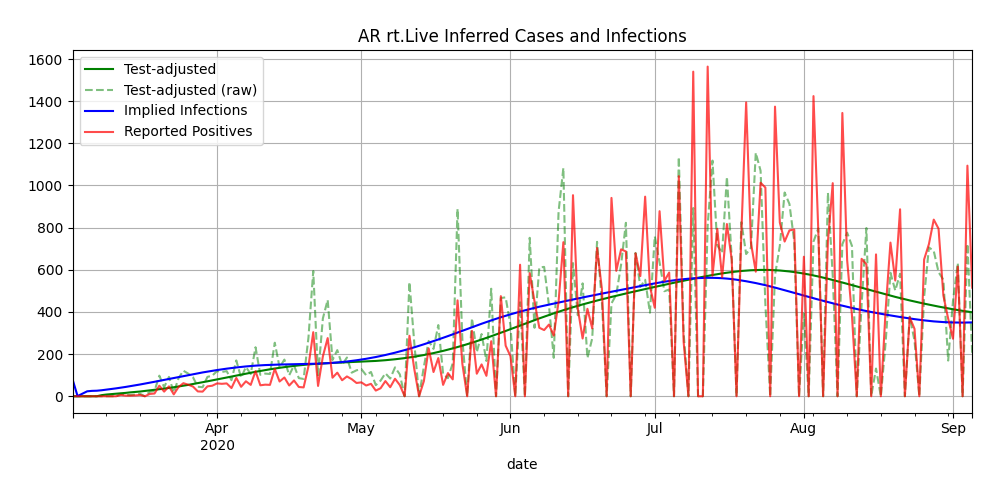 AR rt.Live Inferred Cases and Infections
1600
1400
1200
1000
800
600
400
200
0
Test-adjusted
Test-adjusted (raw)
Implied Infections
Reported Positives
Apr
2020
May
Jun
Jul
Aug
Sep
date